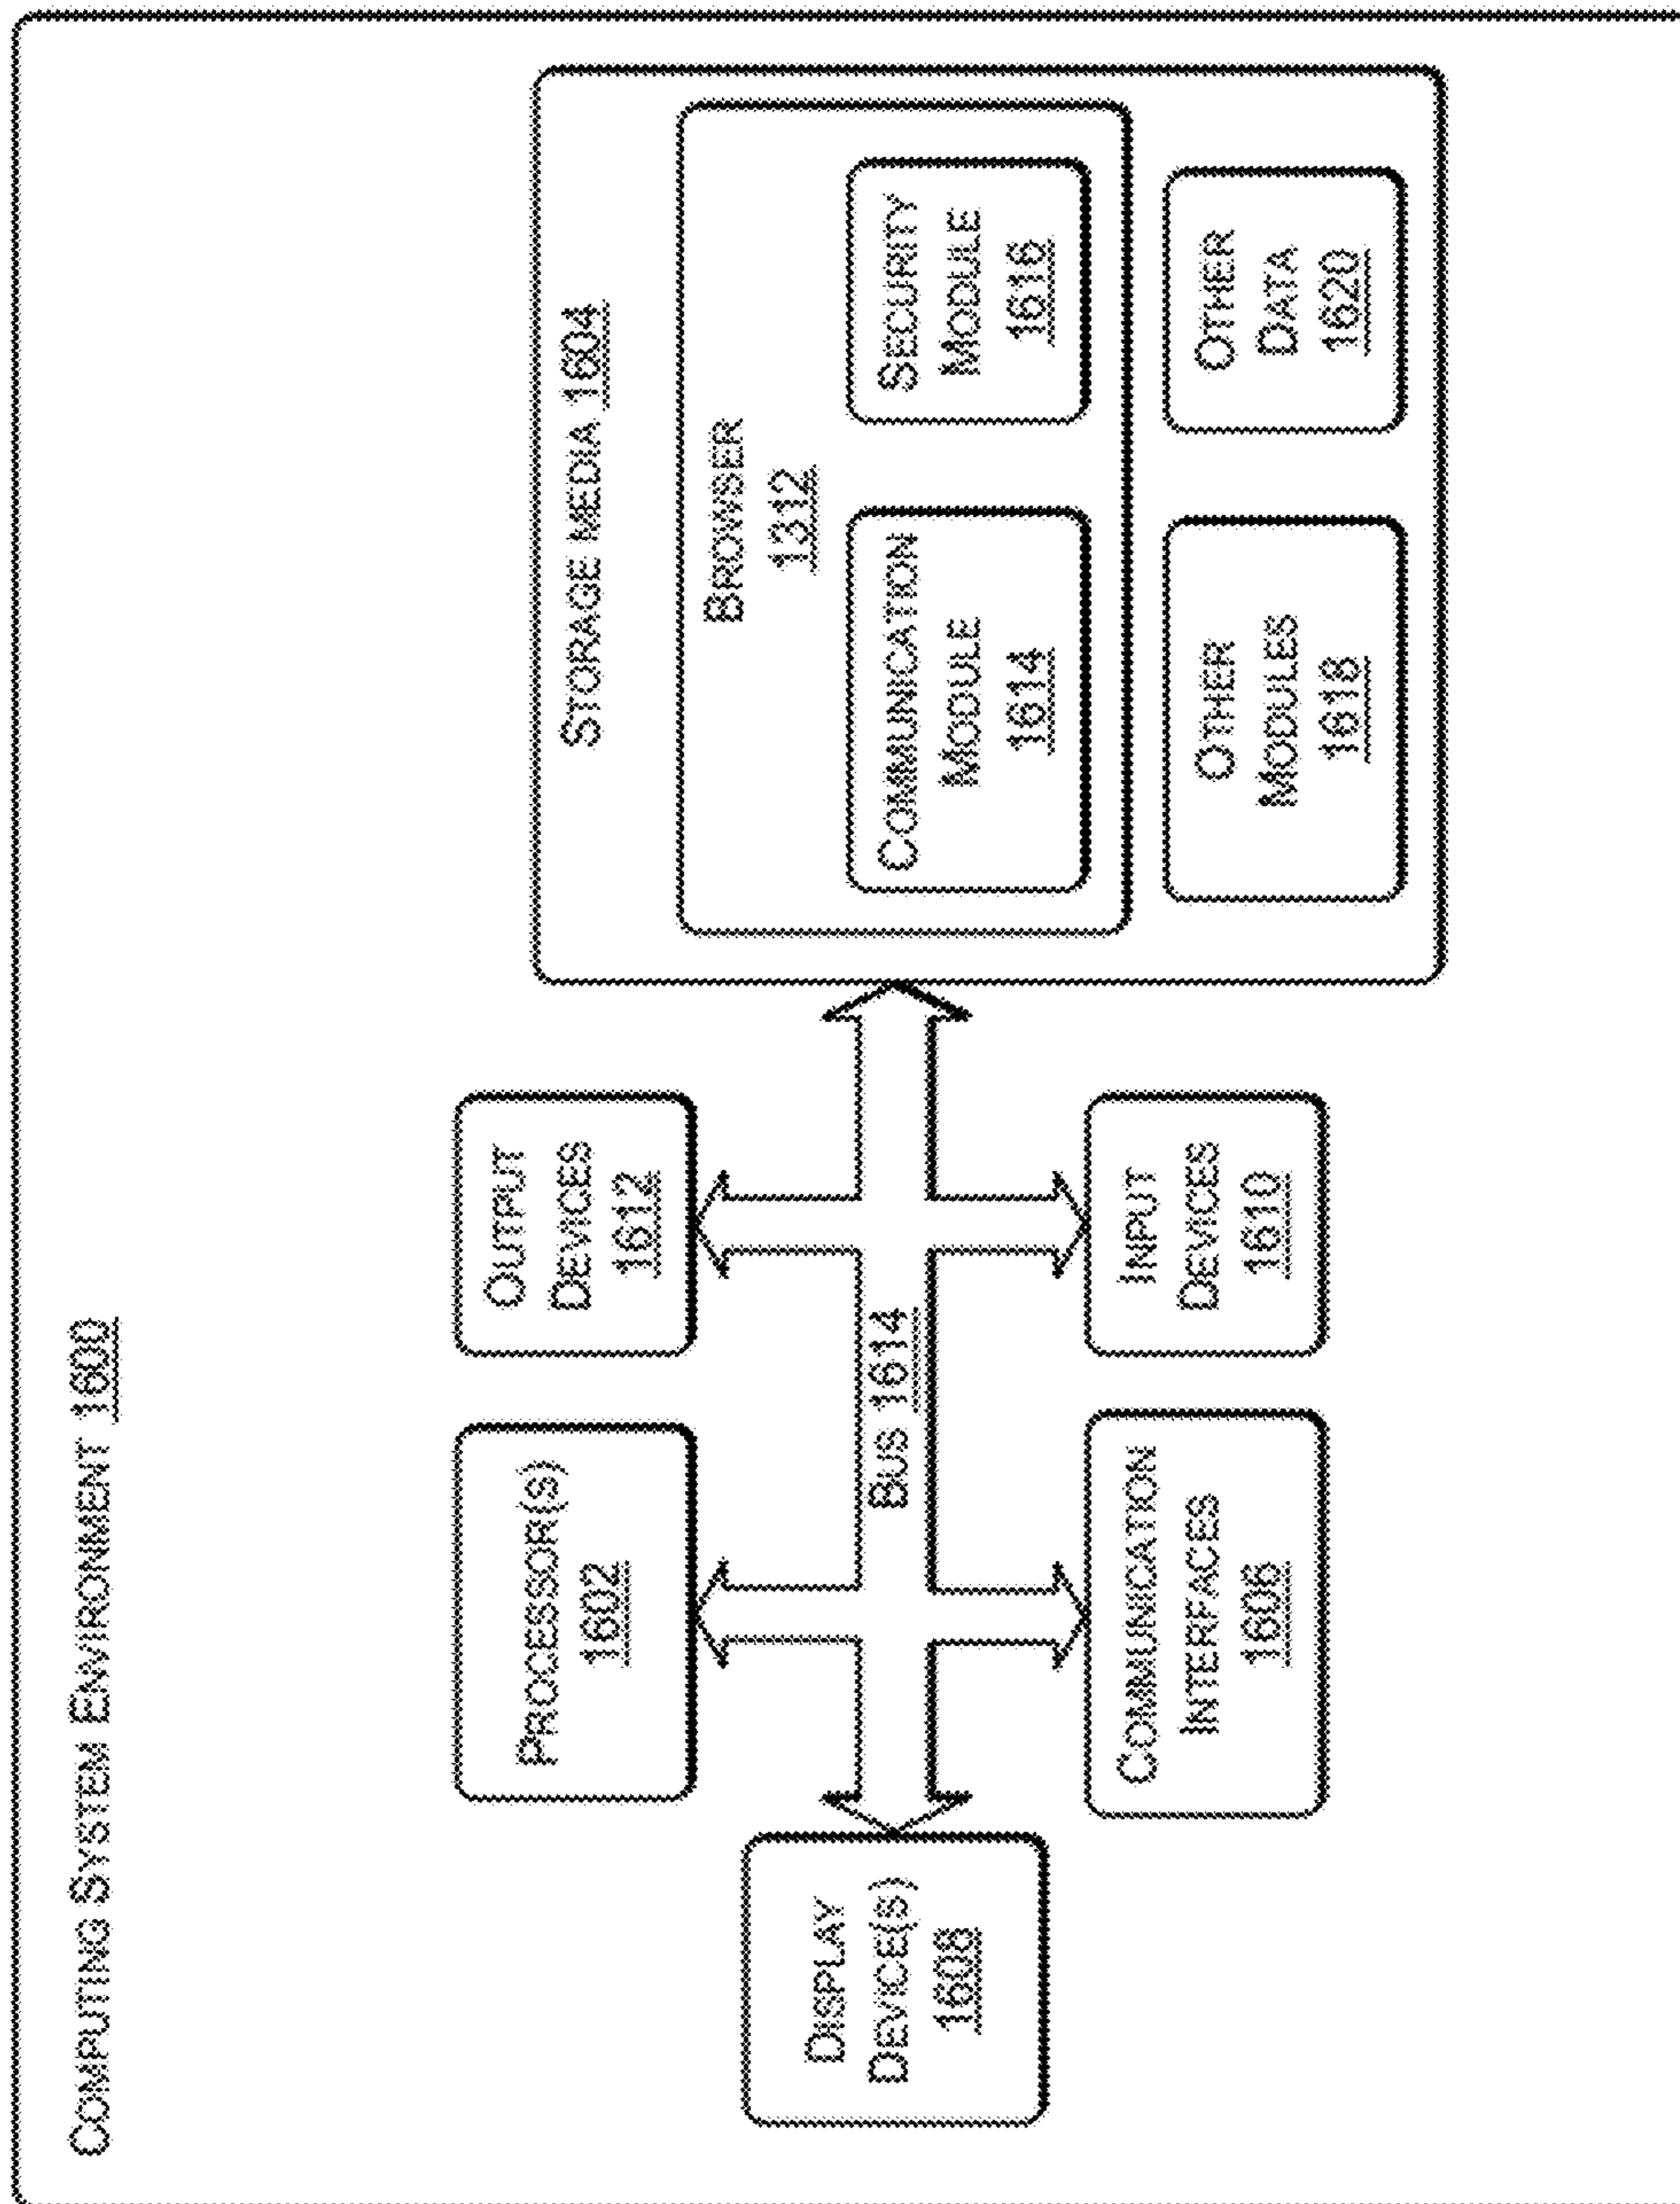 COMPUTING SYSTEM ENVIRONMENT 1600
DISPLAY
DEVICE(S)
1608
PROCESSOR(S)
1602
OUTPUT
DEVICES
1612
BUS 1614
COMMUNICATION
INTERFACES
1606
INPUT
DEVICES
1610
STORAGE MEDIA 1604
BROWSER
1312
COMMUNICATION
MODULE
1614
SECURITY
MODULE
1616
OTHER
MODULES
1618
OTHER
DATA
1620